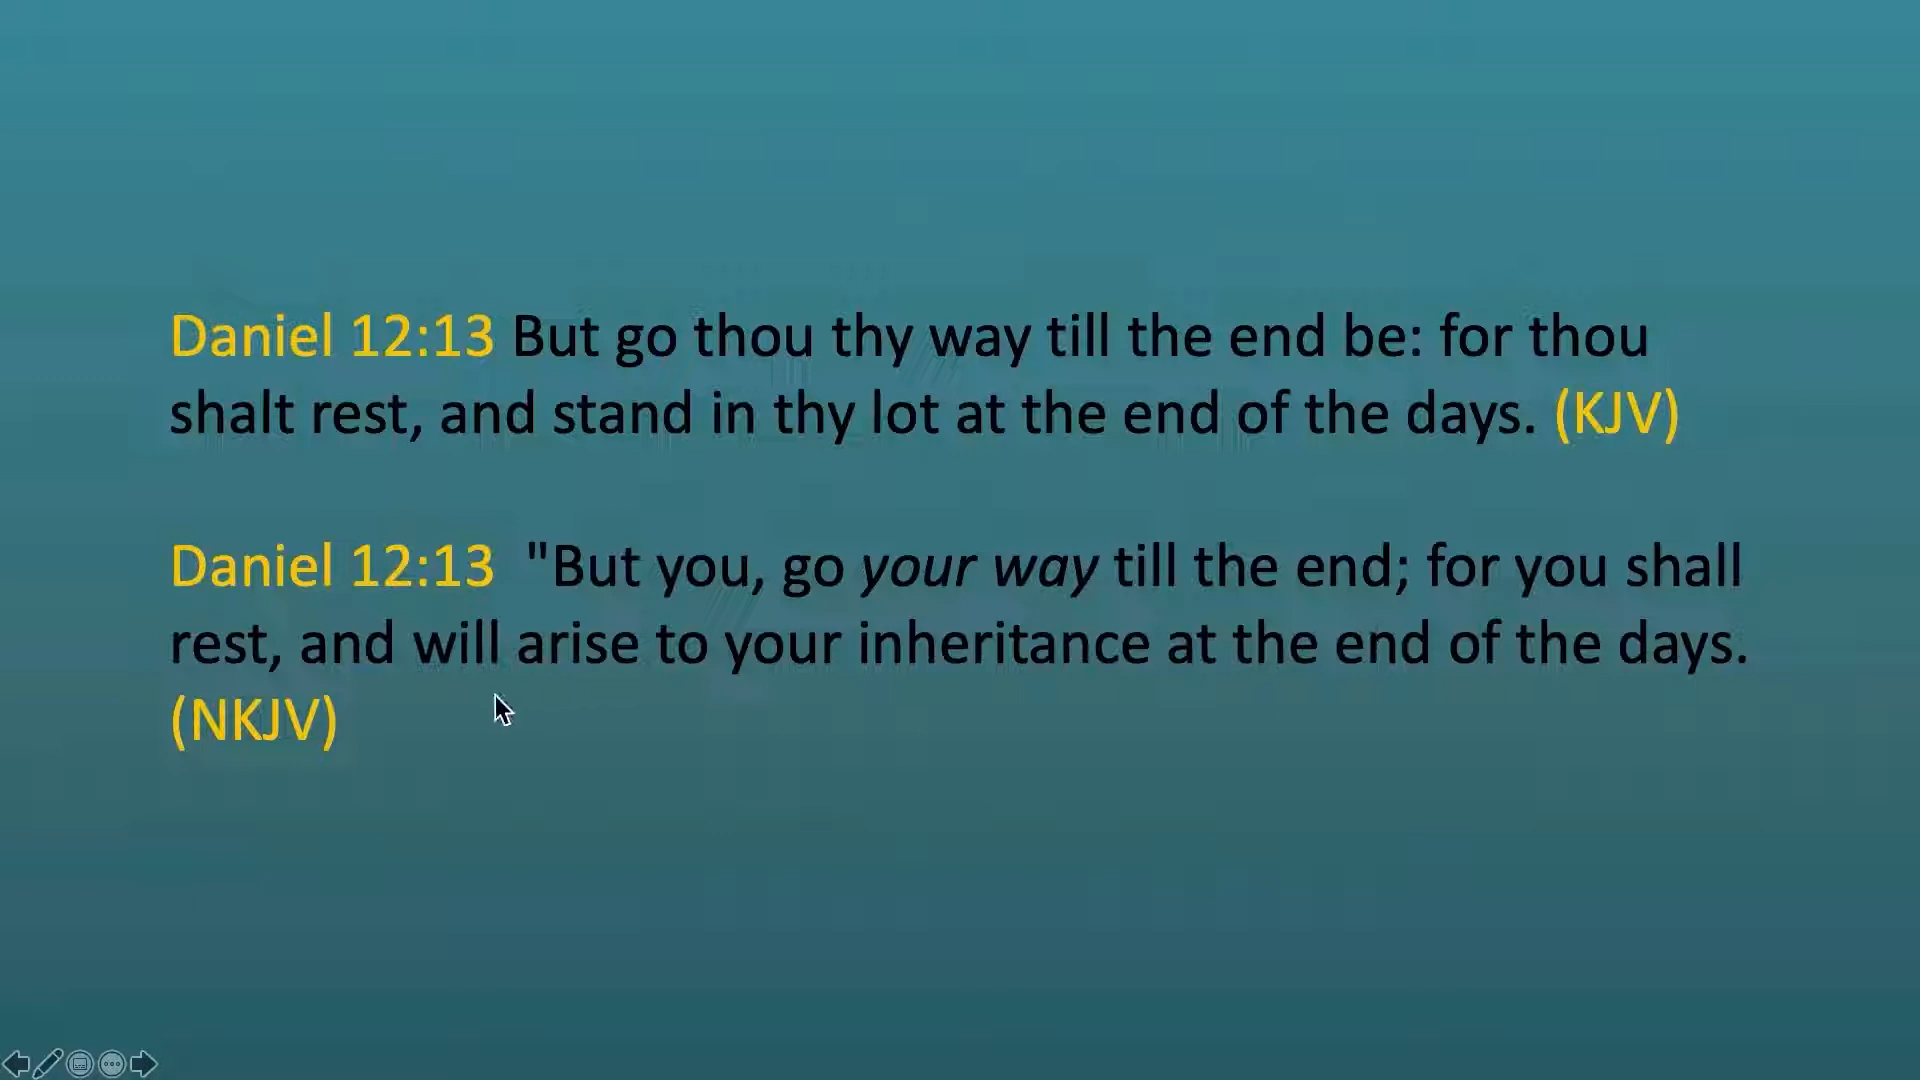 Daniel 12:13 But go thou thy way till the end be: for thou
shalt rest, and stand in thy lot at the end of the days. (KJV)
Daniel 12:13  "But you, go your way till the end; for you shall
rest, and will arise to your inheritance at the end of the days.
(NKJV)